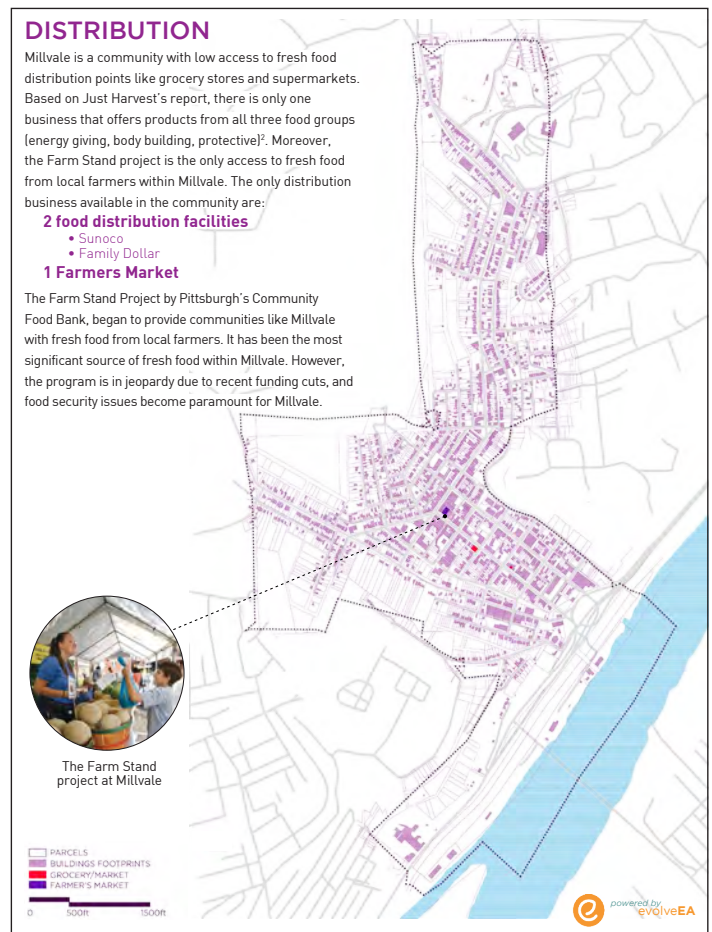 DISTRIBUTION
Millvale is a community with low access to fresh food
distribution points like grocery stores and supermarkets.
Based on Just Harvest's report, there is only one
business that offers products from all three food groups
(energy giving, body building, protective)². Moreover,
the Farm Stand project is the only access to fresh food
from local farmers within Millvale. The only distribution
business available in the community are:
2 food distribution facilities
• Sunoco
• Family Dollar
1 Farmers Market
The Farm Stand Project by Pittsburgh's Community
Food Bank, began to provide communities like Millvale
with fresh food from local farmers. It has been the most
significant source of fresh food within Millvale. However,
the program is in jeopardy due to recent funding cuts, and
food security issues become paramount for Millvale.
The Farm Stand
project at Millvale
PARCELS
BUILDINGS FOOTPRINTS
GROCERY/MARKET
FARMER'S MARKET
0 500ft 1500ft
e
powered by
evolveEA